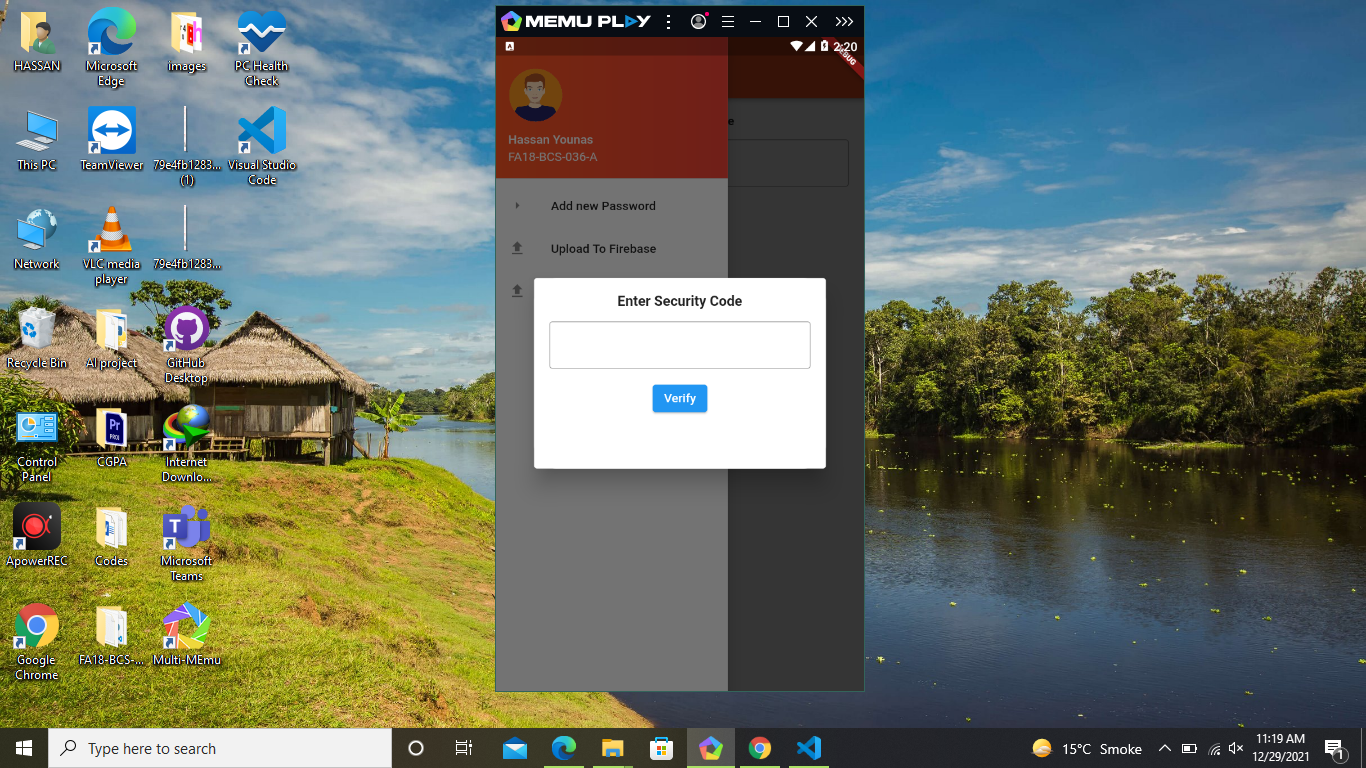 HASSAN
Microsoft
Edge
images
PC Health
Check
This PC
TeamViewer
79e4fb1283...
(1)
Visual Studio
Code
Network
VLC media
player
79e4fb1283...
Recycle Bin
AI project
GitHub
Desktop
Control
Panel
CGPA
Internet
Downlo...
ApowerREC
Codes
Microsoft
Teams
Google
Chrome
FA18-BCS-...
Multi-MEmu
MEMU PLAY
2:20
DEBUG
Hassan Younas
FA18-BCS-036-A
Add new Password
Upload To Firebase
Enter Security Code
Verify
Type here to search
15°C Smoke
11:19 AM
12/29/2021
1